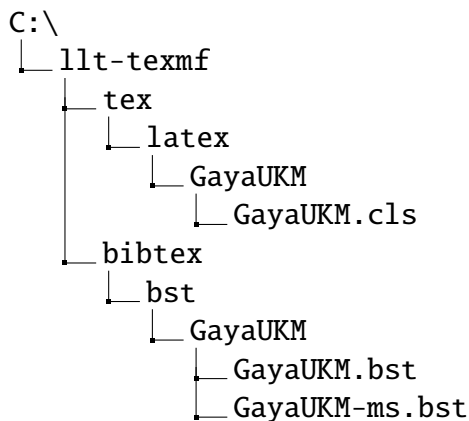 C:\
llt-texmf
tex
latex
GayaUKM
GayaUKM.cls
bibtex
bst
GayaUKM
GayaUKM.bst
GayaUKM-ms.bst